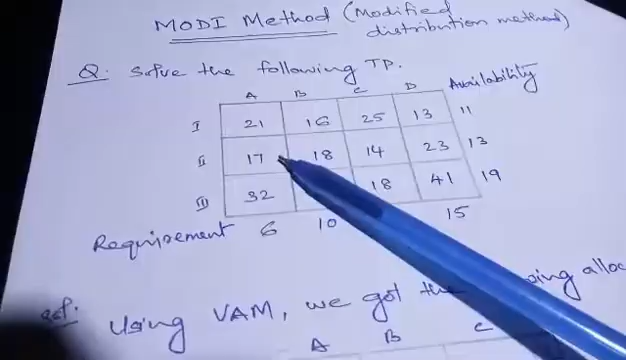 MODI Method (Modified
distribution method)
Q. Solve the following TP.
A B C D Availability
I 21 16 25 13 11
II 17 18 14 23 13
III 32 18 41 19
Requirement 6 10 15
Using VAM, we got the
A B C